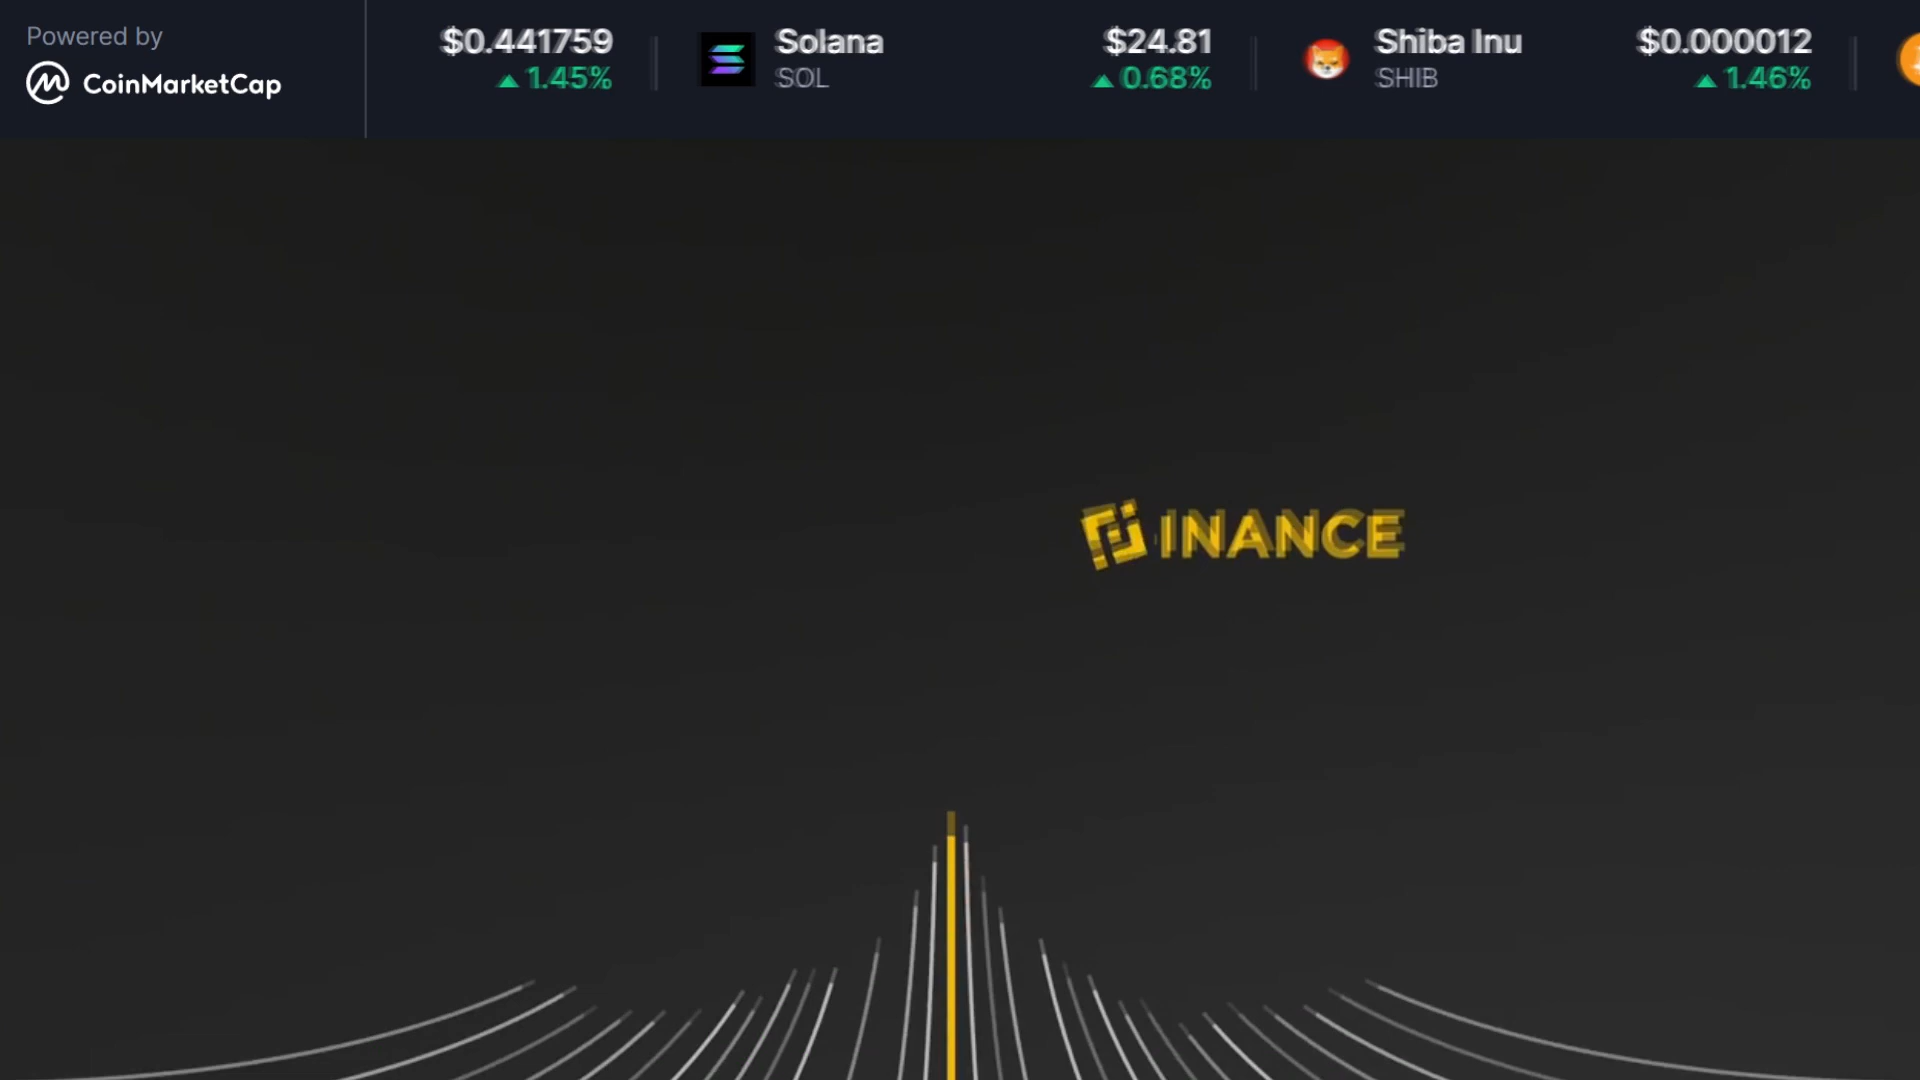 Powered by
CoinMarketCap
$0.441759
1.45%
Solana
SOL
$24.81
0.68%
Shiba Inu
SHIB
$0.000012
1.46%
INANCE